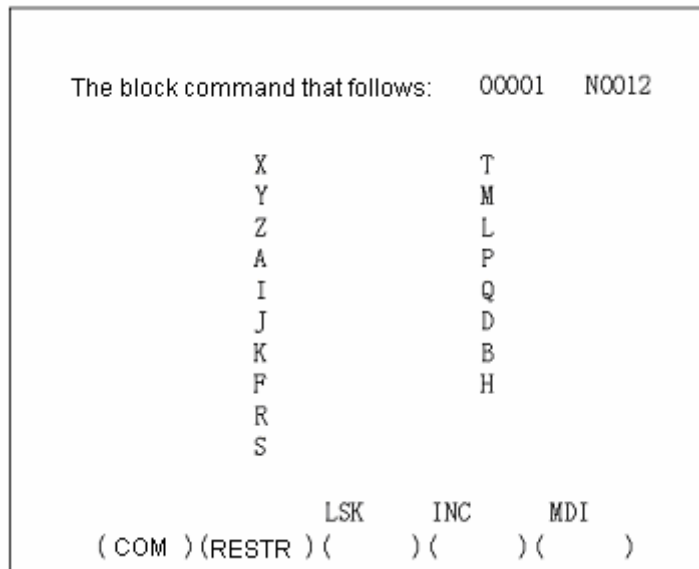 The block command that follows: O0001 N0012
X T
Y M
Z L
A P
I Q
J D
K B
F H
R
S
LSK INC MDI
( COM )(RESTR )( )( )( )